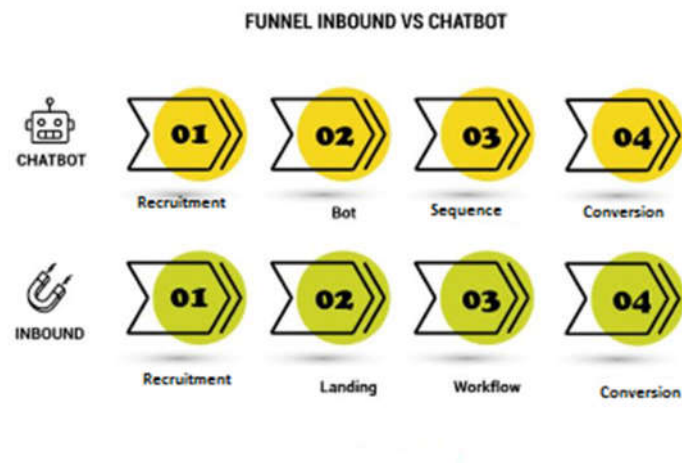 FUNNEL INBOUND VS CHATBOT
CHATBOT
01
02
03
04
Recruitment
Bot
Sequence
Conversion
INBOUND
01
02
03
04
Recruitment
Landing
Workflow
Conversion